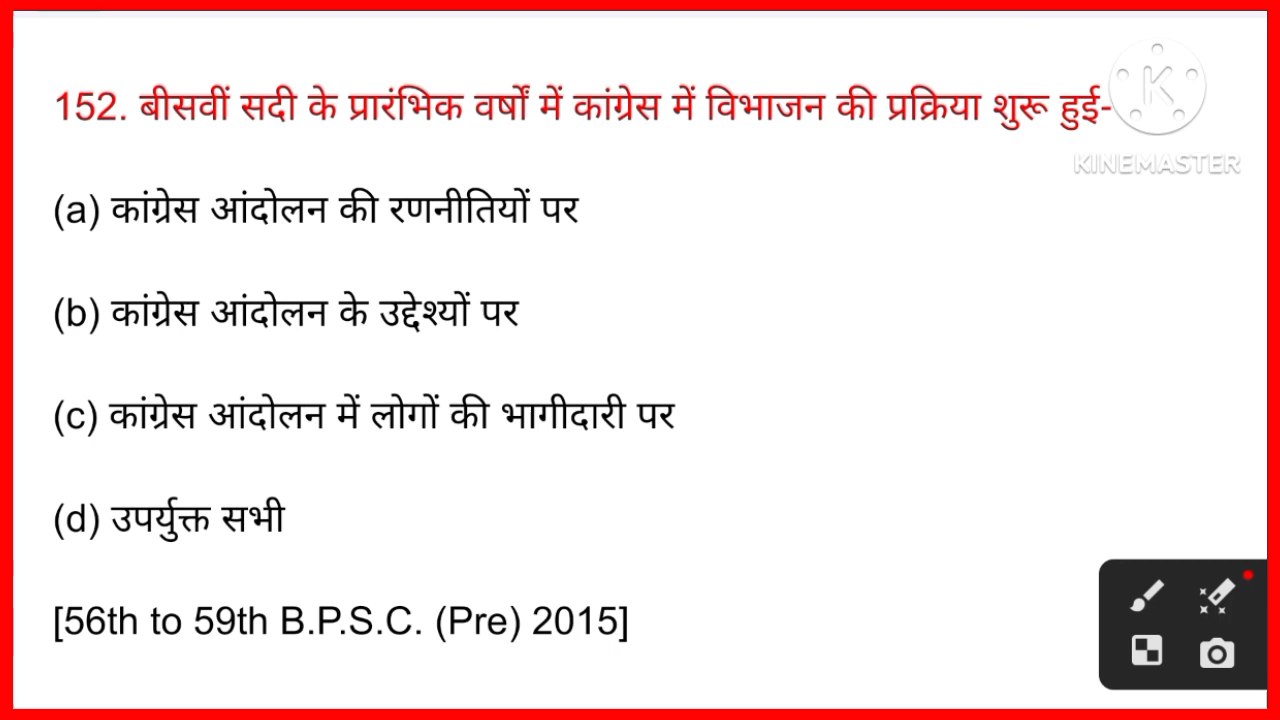 152. बीसवीं सदी के प्रारंभिक वर्षों में कांग्रेस में विभाजन की प्रक्रिया शुरू हुई-
KINEMASTER
(a) कांग्रेस आंदोलन की रणनीतियों पर
(b) कांग्रेस आंदोलन के उद्देश्यों पर
(c) कांग्रेस आंदोलन में लोगों की भागीदारी पर
(d) उपर्युक्त सभी
[56th to 59th B.P.S.C. (Pre) 2015]